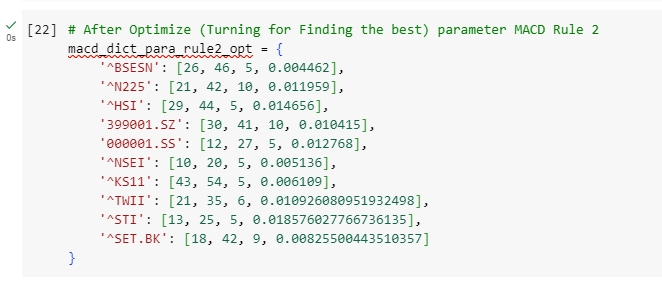 [22] # After Optimize (Turning for Finding the best) parameter MACD Rule 2
0s
macd_dict_para_rule2_opt = {
'^BSESN': [26, 46, 5, 0.004462],
'^N225': [21, 42, 10, 0.011959],
'^HSI': [29, 44, 5, 0.014656],
'399001.SZ': [30, 41, 10, 0.010415],
'000001.SS': [12, 27, 5, 0.012768],
'^NSEI': [10, 20, 5, 0.005136],
'^KS11': [43, 54, 5, 0.006109],
'^TWII': [21, 35, 6, 0.010926080951932498],
'^STI': [13, 25, 5, 0.018576027766736135],
'^SET.BK': [18, 42, 9, 0.00825500443510357]
}